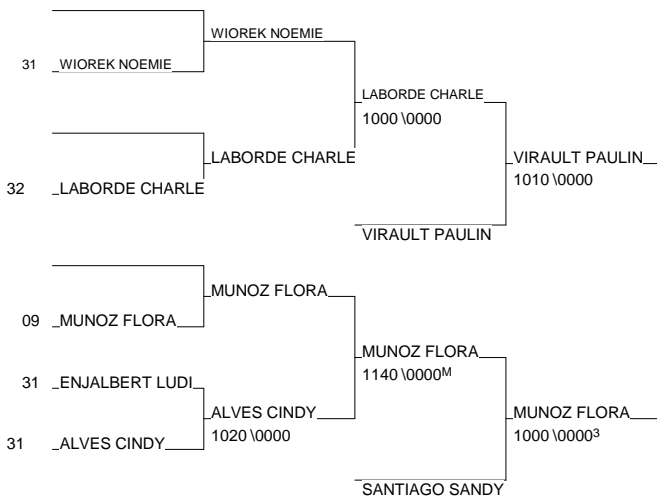 WIOREK NOEMIE
31 WIOREK NOEMIE
LABORDE CHARLE
1000 \0000
LABORDE CHARLE
VIRAULT PAULIN
1010 \0000
32 LABORDE CHARLE
VIRAULT PAULIN
MUNOZ FLORA
09 MUNOZ FLORA
MUNOZ FLORA
1140 \0000M
31 ENJALBERT LUDI
ALVES CINDY
1020 \0000
MUNOZ FLORA
1000 \00003
31 ALVES CINDY
SANTIAGO SANDY